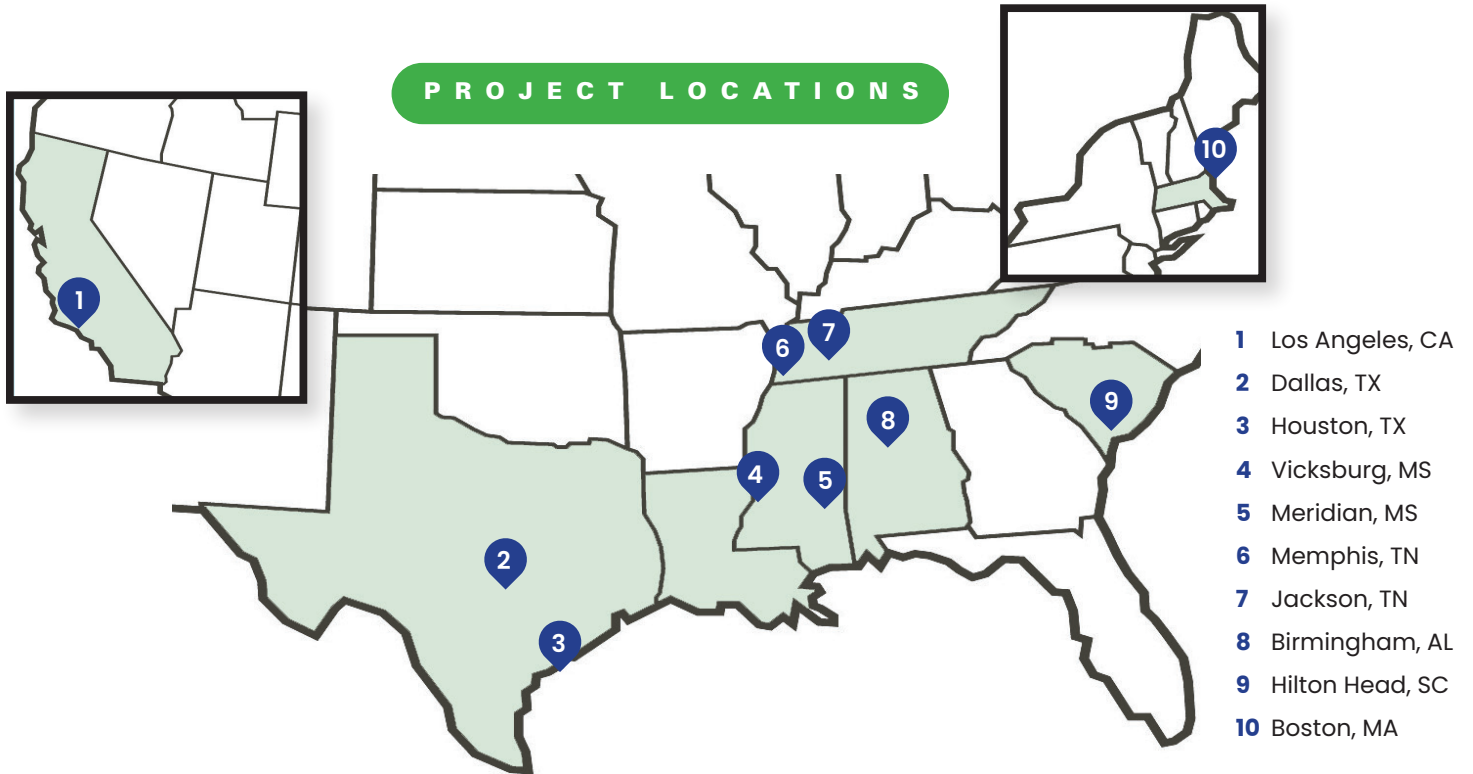 PROJECT LOCATIONS
10
1
7
6
9
8
4
5
2
3
1 Los Angeles, CA
2 Dallas, TX
3 Houston, TX
4 Vicksburg, MS
5 Meridian, MS
6 Memphis, TN
7 Jackson, TN
8 Birmingham, AL
9 Hilton Head, SC
10 Boston, MA